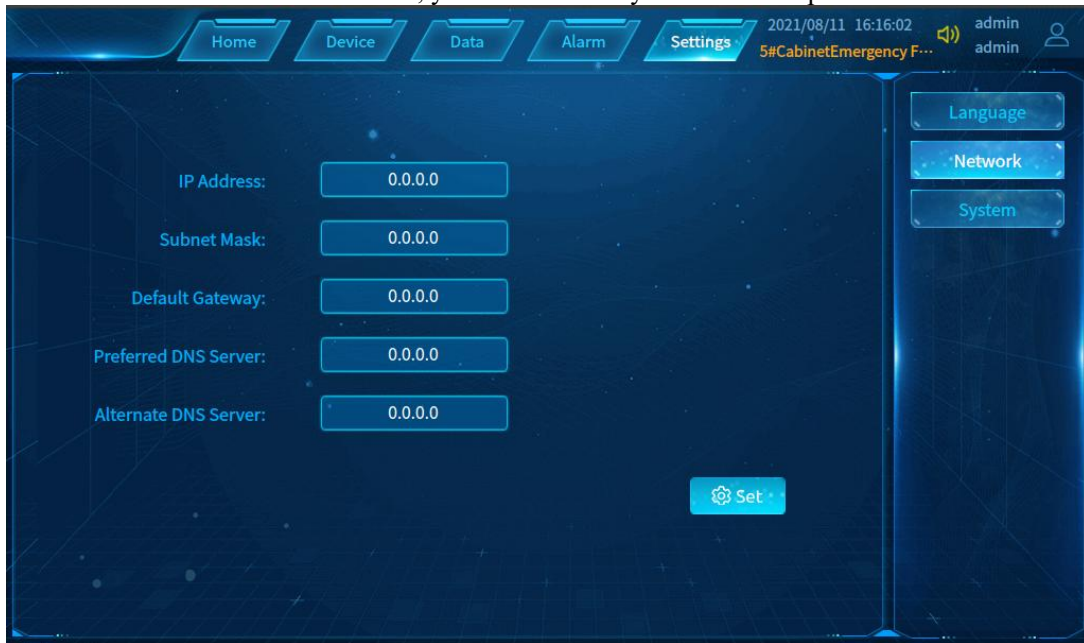 Home Device Data Alarm Settings
2021/08/11 16:16:02
5#CabinetEmergency F...
admin
admin
Language
Network
System
IP Address: 0.0.0.0
Subnet Mask: 0.0.0.0
Default Gateway: 0.0.0.0
Preferred DNS Server: 0.0.0.0
Alternate DNS Server: 0.0.0.0
Set